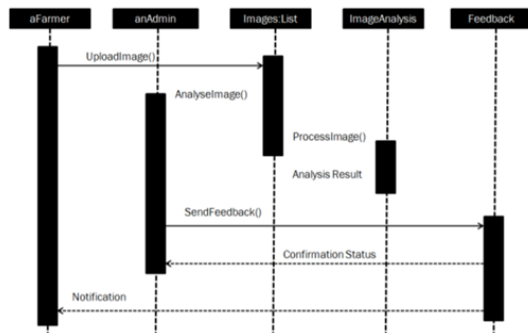 aFarmer
anAdmin
Images:List
ImageAnalysis
Feedback
UploadImage()
AnalyseImage()
ProcessImage()
Analysis Result
SendFeedback()
Confirmation Status
Notification